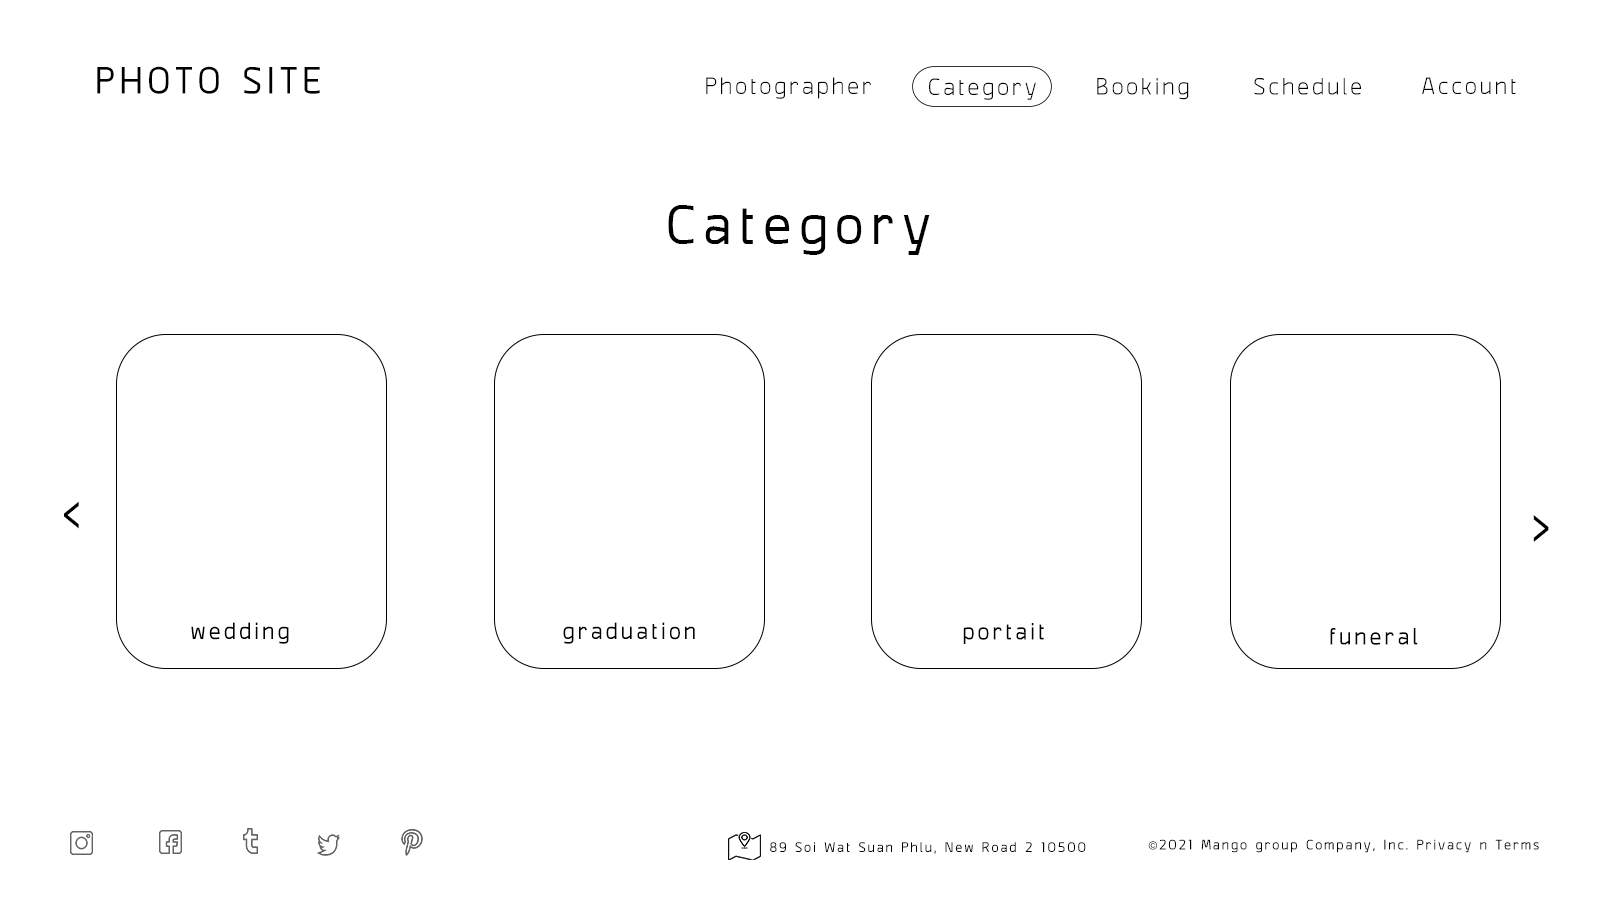 PHOTO SITE
Photographer
Category
Booking
Schedule
Account
Category
wedding
graduation
portait
funeral
89 Soi Wat Suan Phlu, New Road 2 10500
©2021 Mango group Company, Inc. Privacy n Terms